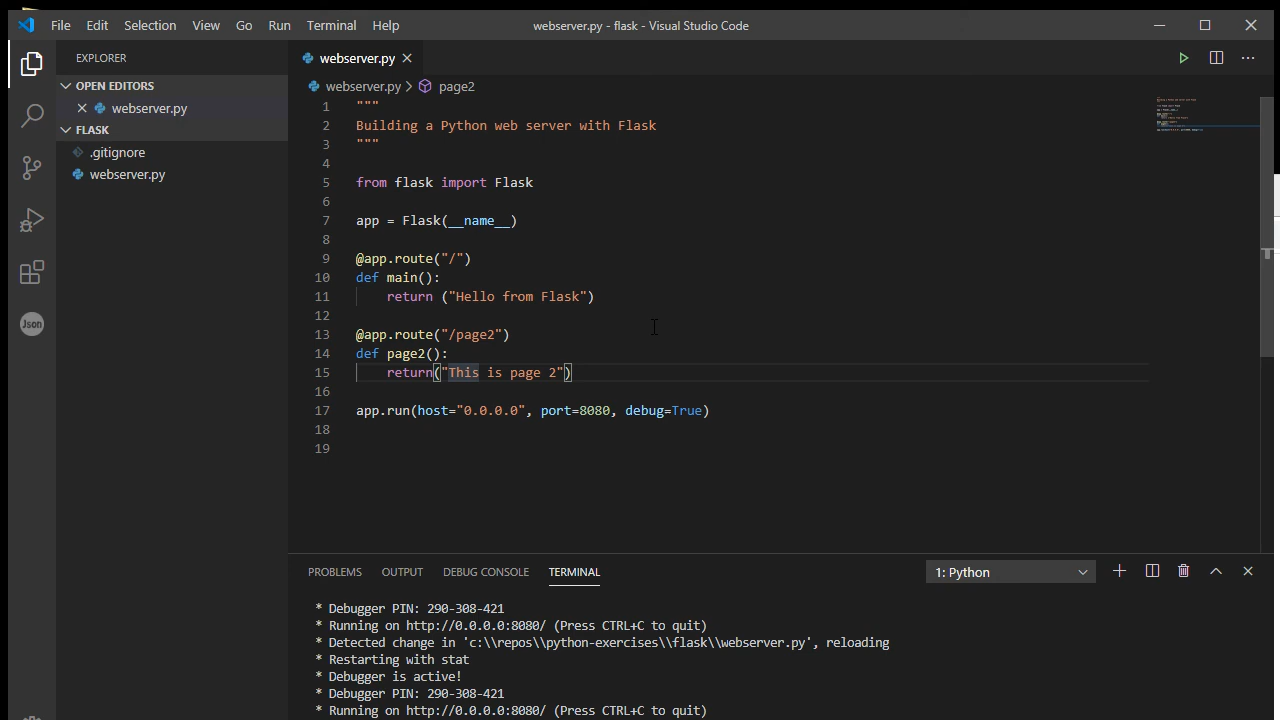 File Edit Selection View Go Run Terminal Help webserver.py - flask - Visual Studio Code
EXPLORER
OPEN EDITORS
webserver.py
FLASK
.gitignore
webserver.py
Json
webserver.py
webserver.py > page2
1 """
2 Building a Python web server with Flask
3 """
4
5 from flask import Flask
6
7 app = Flask(__name__)
8
9 @app.route("/")
10 def main():
11     return ("Hello from Flask")
12
13 @app.route("/page2")
14 def page2():
15     return("This is page 2")
16
17 app.run(host="0.0.0.0", port=8080, debug=True)
18
19
PROBLEMS OUTPUT DEBUG CONSOLE TERMINAL 1: Python
* Debugger PIN: 290-308-421
* Running on http://0.0.0.0:8080/ (Press CTRL+C to quit)
* Detected change in 'c:\\repos\\python-exercises\\flask\\webserver.py', reloading
* Restarting with stat
* Debugger is active!
* Debugger PIN: 290-308-421
* Running on http://0.0.0.0:8080/ (Press CTRL+C to quit)